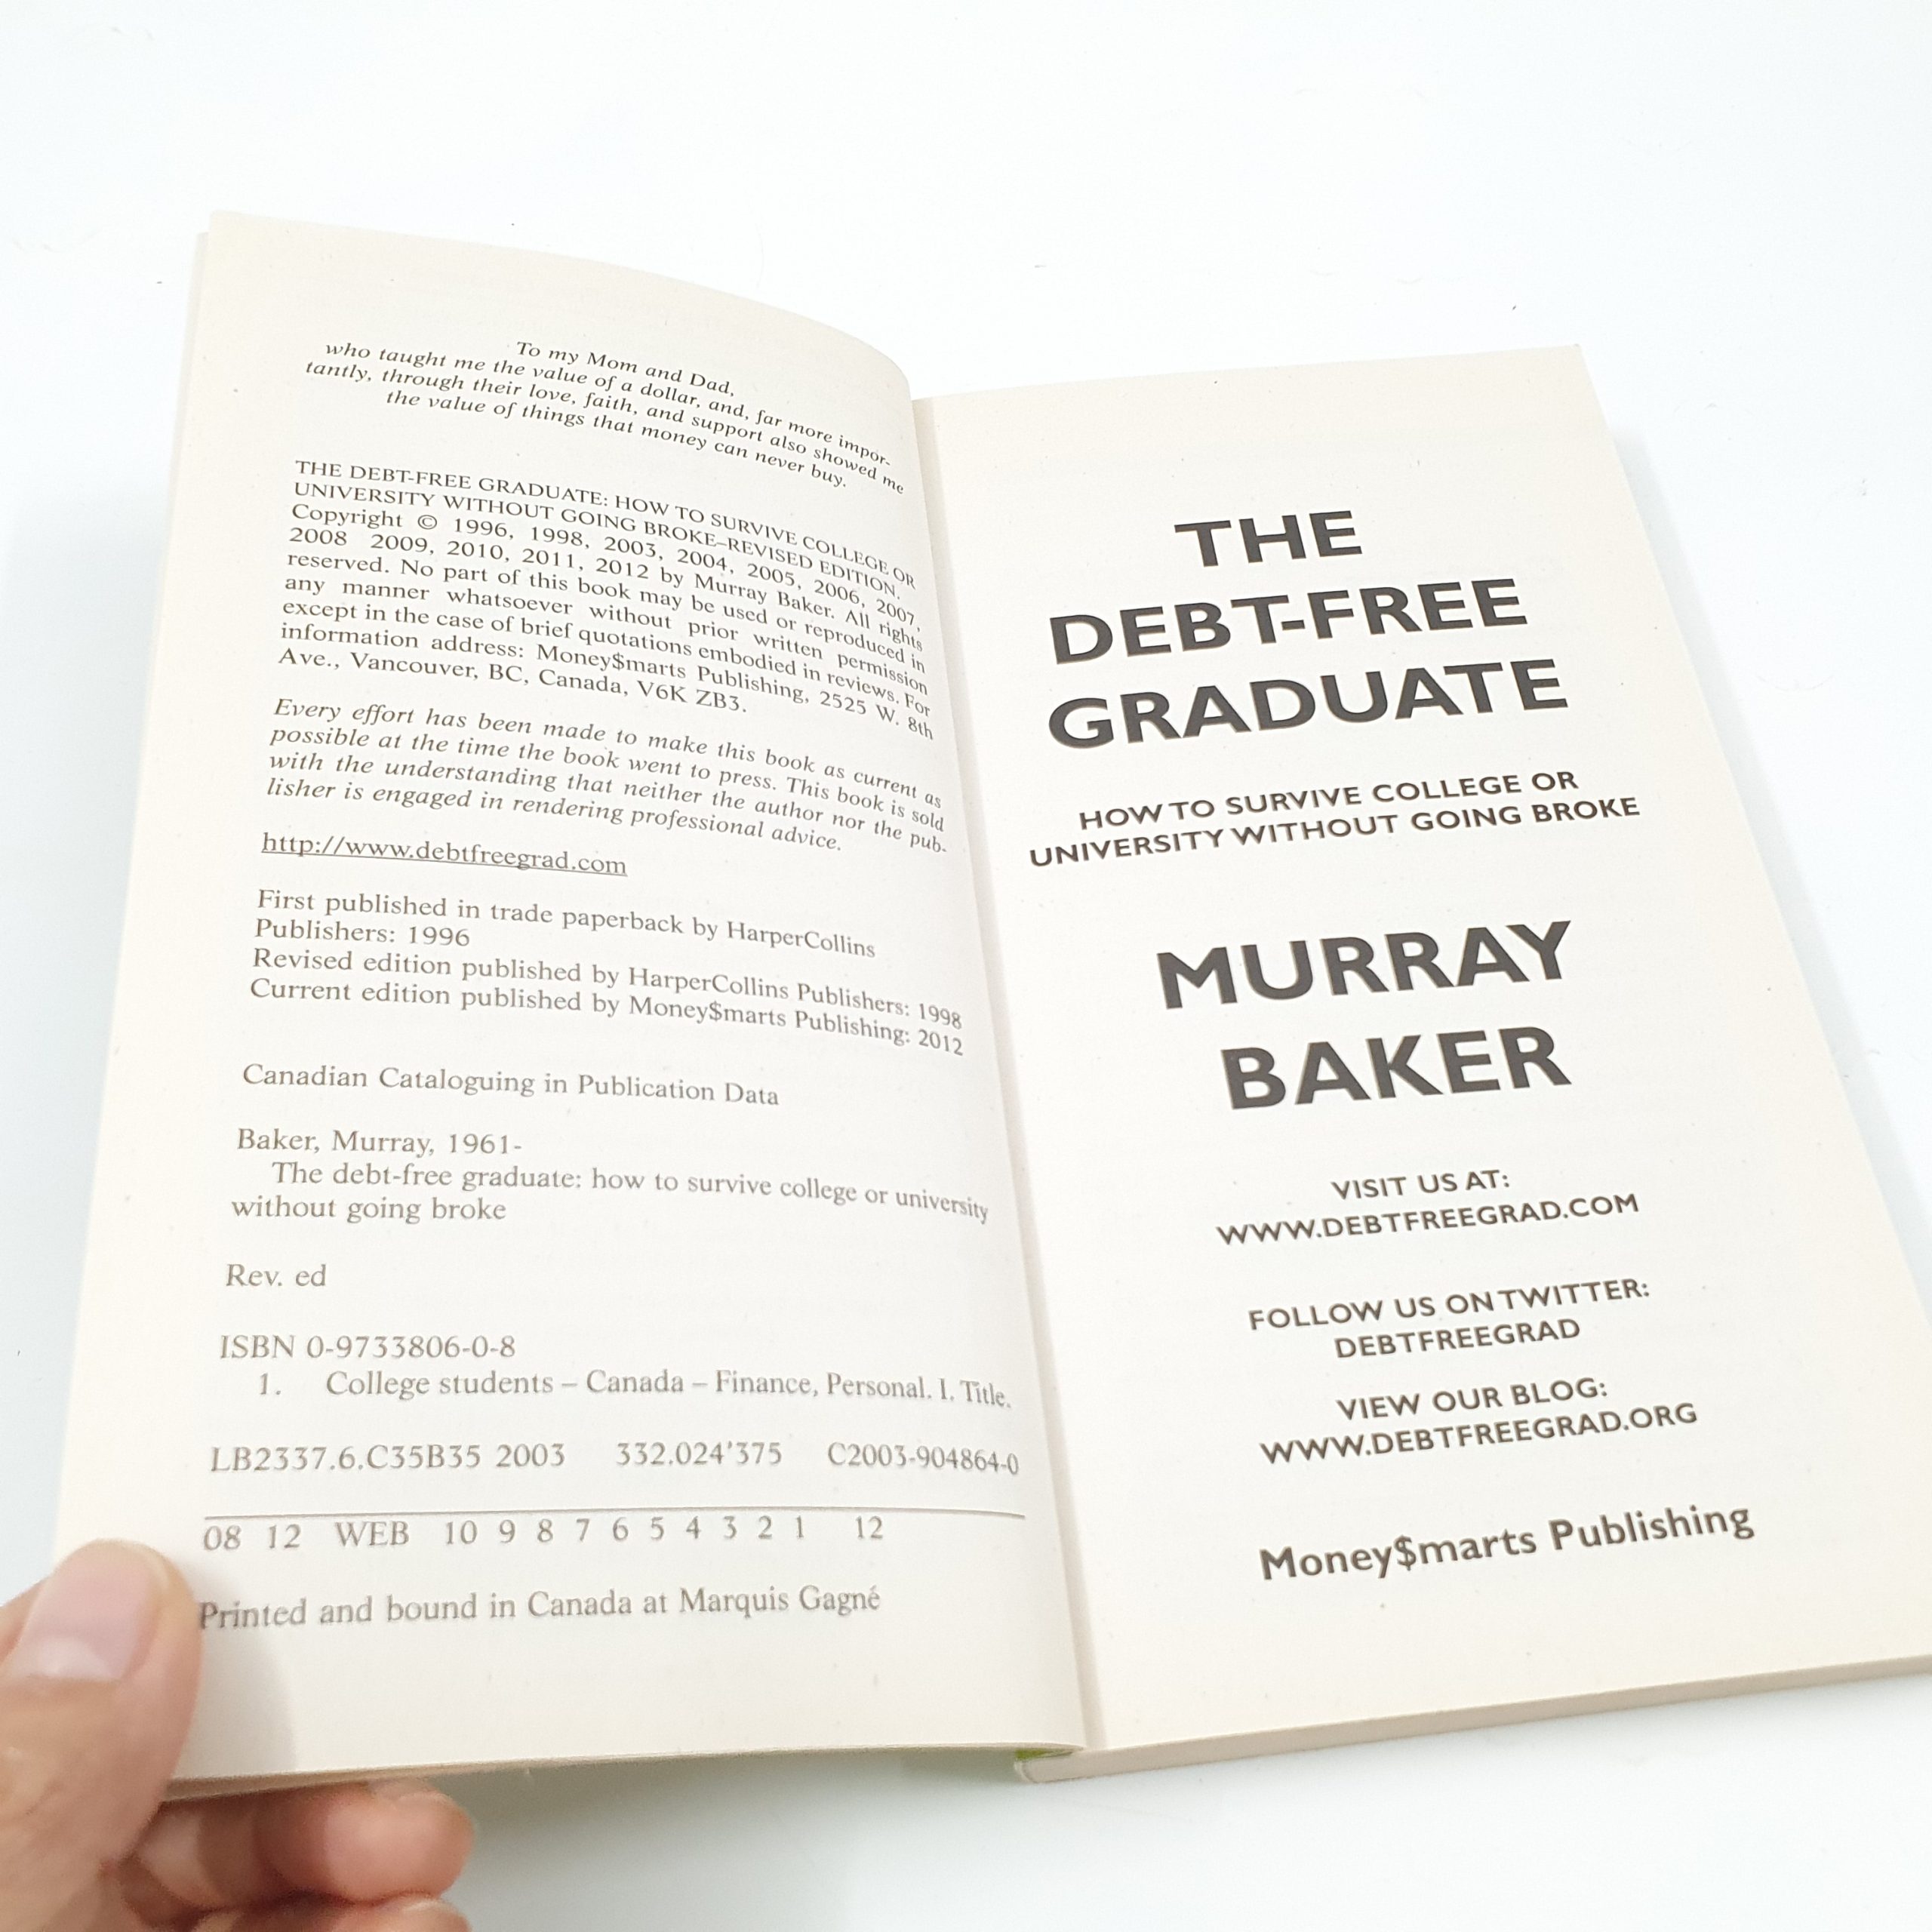 To my Mom and Dad,
who taught me the value of a dollar, and, far more impor-
tantly, through their love, faith, and support also showed me
the value of things that money can never buy.
THE DEBT-FREE GRADUATE: HOW TO SURVIVE COLLEGE OR
UNIVERSITY WITHOUT GOING BROKE–REVISED EDITION.
Copyright © 1996, 1998, 2003, 2004, 2005, 2006, 2007,
2008 2009, 2010, 2011, 2012 by Murray Baker. All rights
reserved. No part of this book may be used or reproduced in
any manner whatsoever without prior written permission
except in the case of brief quotations embodied in reviews. For
information address: Money$marts Publishing, 2525 W. 8th
Ave., Vancouver, BC, Canada, V6K ZB3.
Every effort has been made to make this book as current as
possible at the time the book went to press. This book is sold
with the understanding that neither the author nor the pub-
lisher is engaged in rendering professional advice.
http://www.debtfreegrad.com
First published in trade paperback by HarperCollins
Publishers: 1996
Revised edition published by HarperCollins Publishers: 1998
Current edition published by Money$marts Publishing: 2012
Canadian Cataloguing in Publication Data
Baker, Murray, 1961-
The debt-free graduate: how to survive college or university
without going broke
Rev. ed
ISBN 0-9733806-0-8
1. College students – Canada – Finance, Personal. I. Title.
LB2337.6.C35B35 2003 332.024'375 C2003-904864-0
08 12 WEB 10 9 8 7 6 5 4 3 2 1 12
Printed and bound in Canada at Marquis Gagné
THE
DEBT-FREE
GRADUATE
HOW TO SURVIVE COLLEGE OR
UNIVERSITY WITHOUT GOING BROKE
MURRAY
BAKER
VISIT US AT:
WWW.DEBTFREEGRAD.COM
FOLLOW US ON TWITTER:
DEBTFREEGRAD
VIEW OUR BLOG:
WWW.DEBTFREEGRAD.ORG
Money$marts Publishing